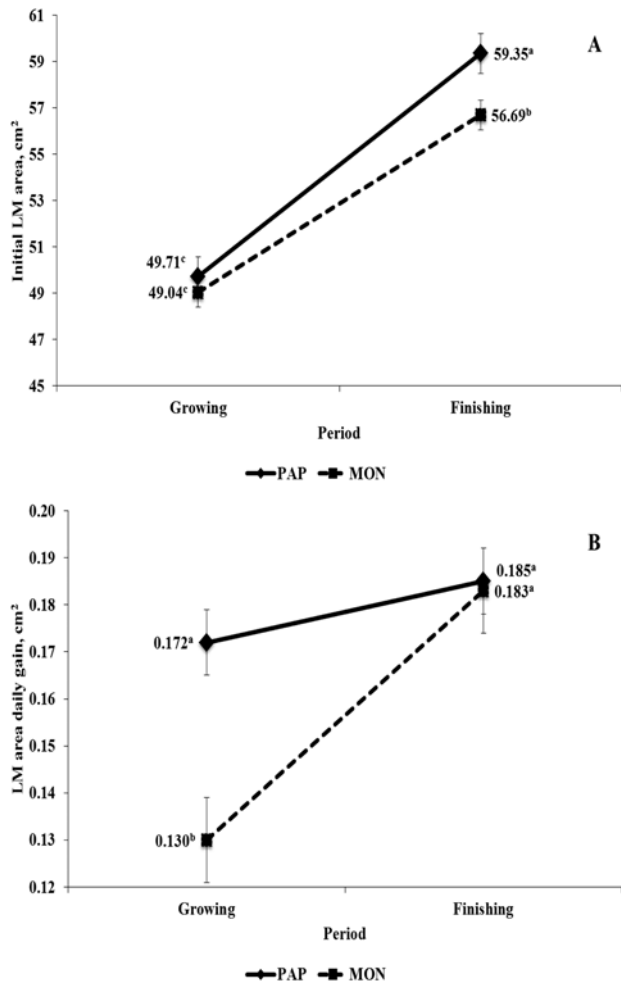 A
Initial LM area, cm²
61
59
57
55
53
51
49
47
45
59.35ᵃ
56.69ᵇ
49.71ᶜ
49.04ᶜ
Growing
Finishing
Period
PAP
MON
B
LM area daily gain, cm²
0.20
0.19
0.18
0.17
0.16
0.15
0.14
0.13
0.12
0.185ᵃ
0.183ᵃ
0.172ᵃ
0.130ᵇ
Growing
Finishing
Period
PAP
MON